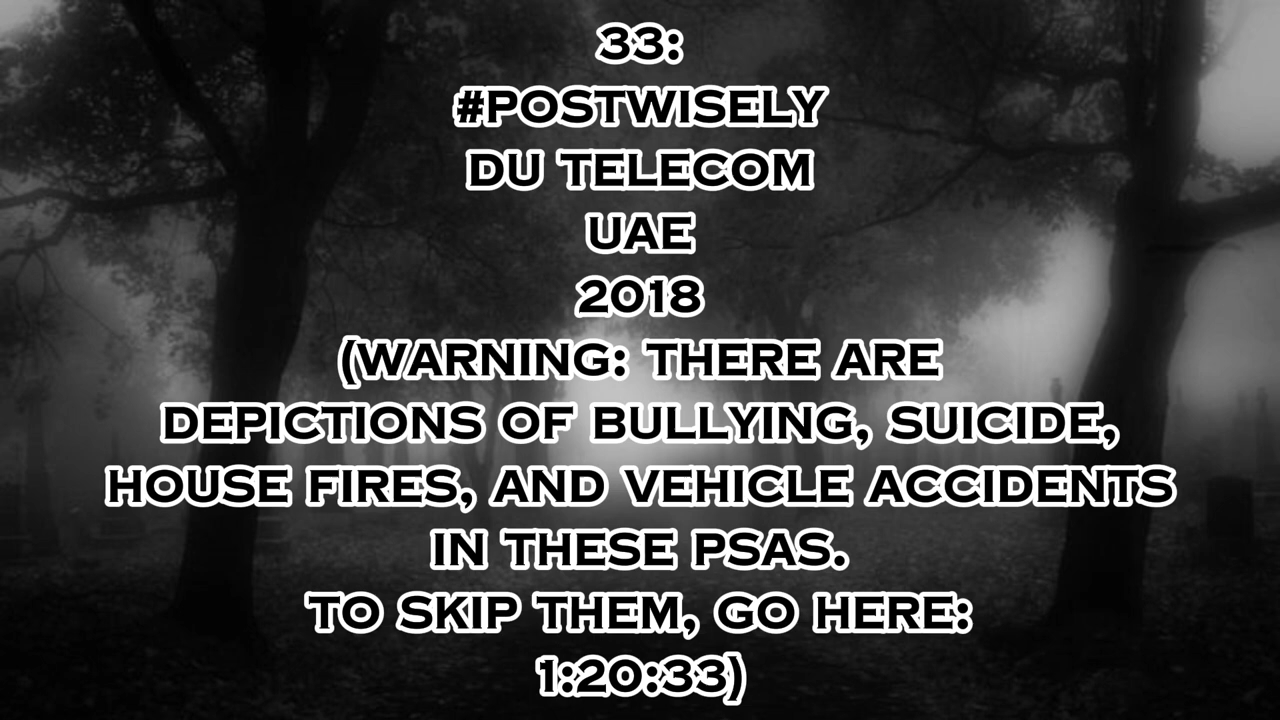 33:
#POSTWISELY
DU TELECOM
UAE
2018
(WARNING: THERE ARE
DEPICTIONS OF BULLYING, SUICIDE,
HOUSE FIRES, AND VEHICLE ACCIDENTS
IN THESE PSAS.
TO SKIP THEM, GO HERE:
1:20:33)